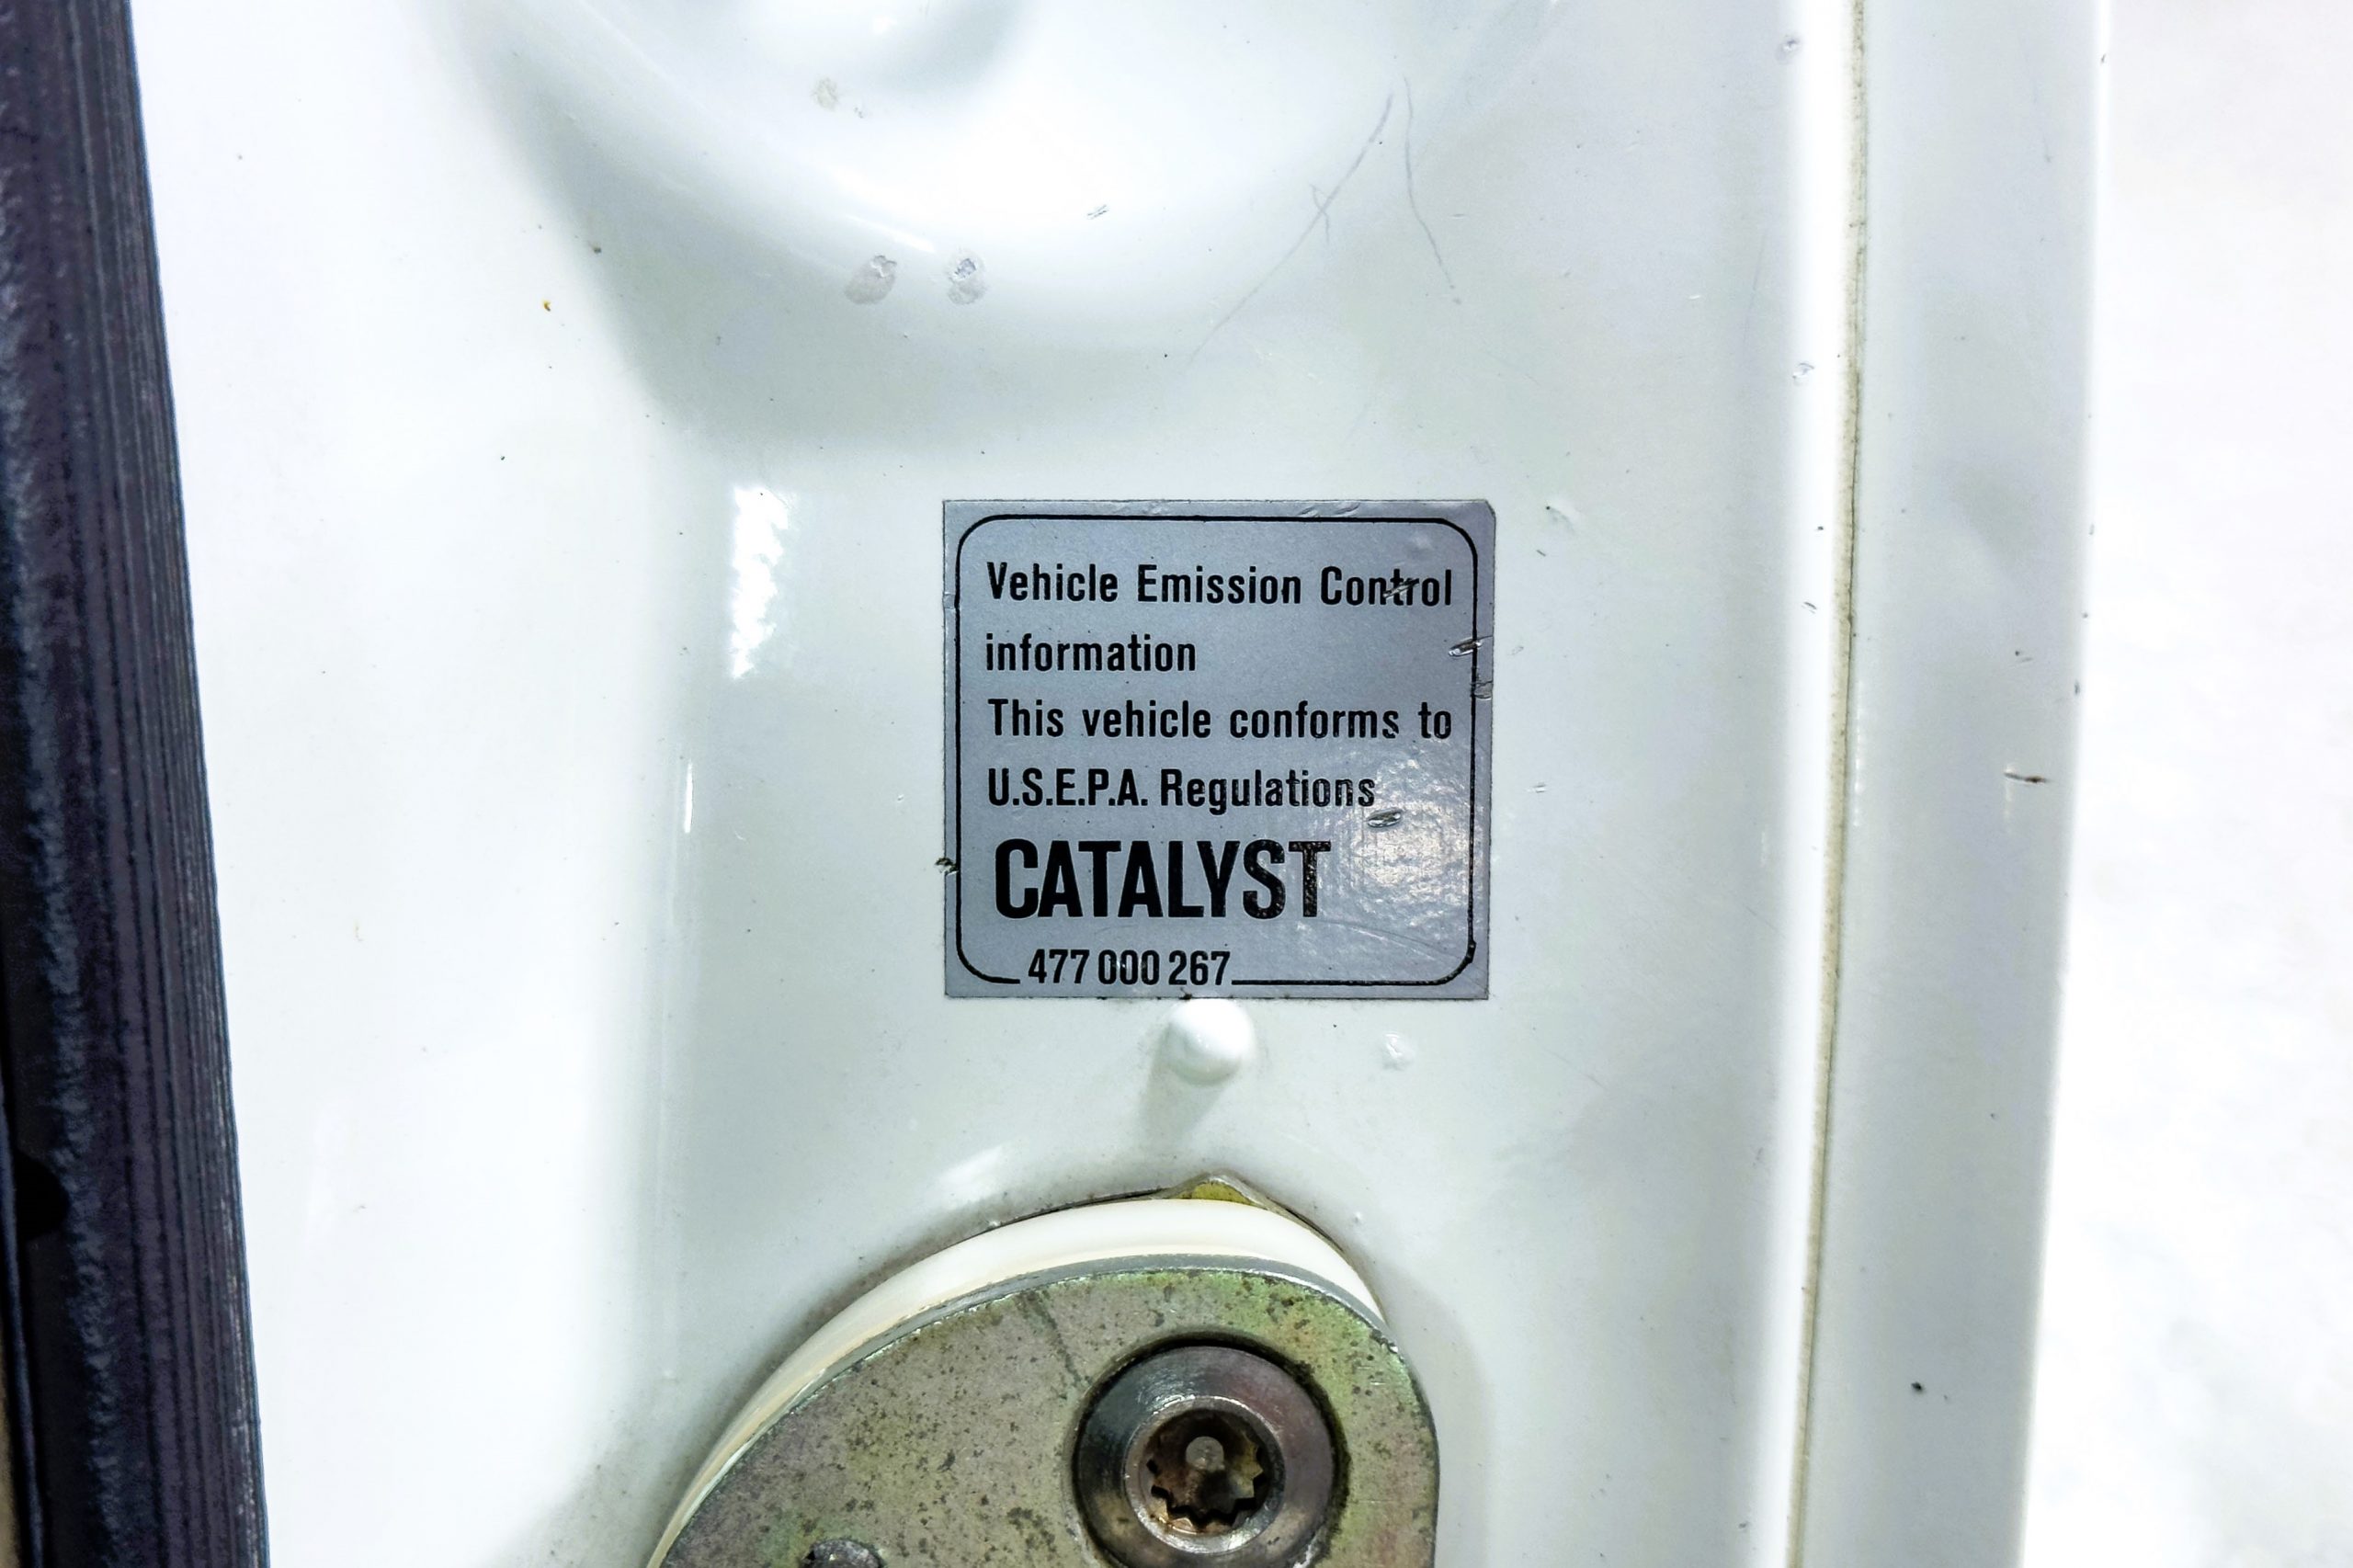 Vehicle Emission Control
information
This vehicle conforms to
U.S.E.P.A. Regulations
CATALYST
477 000 267